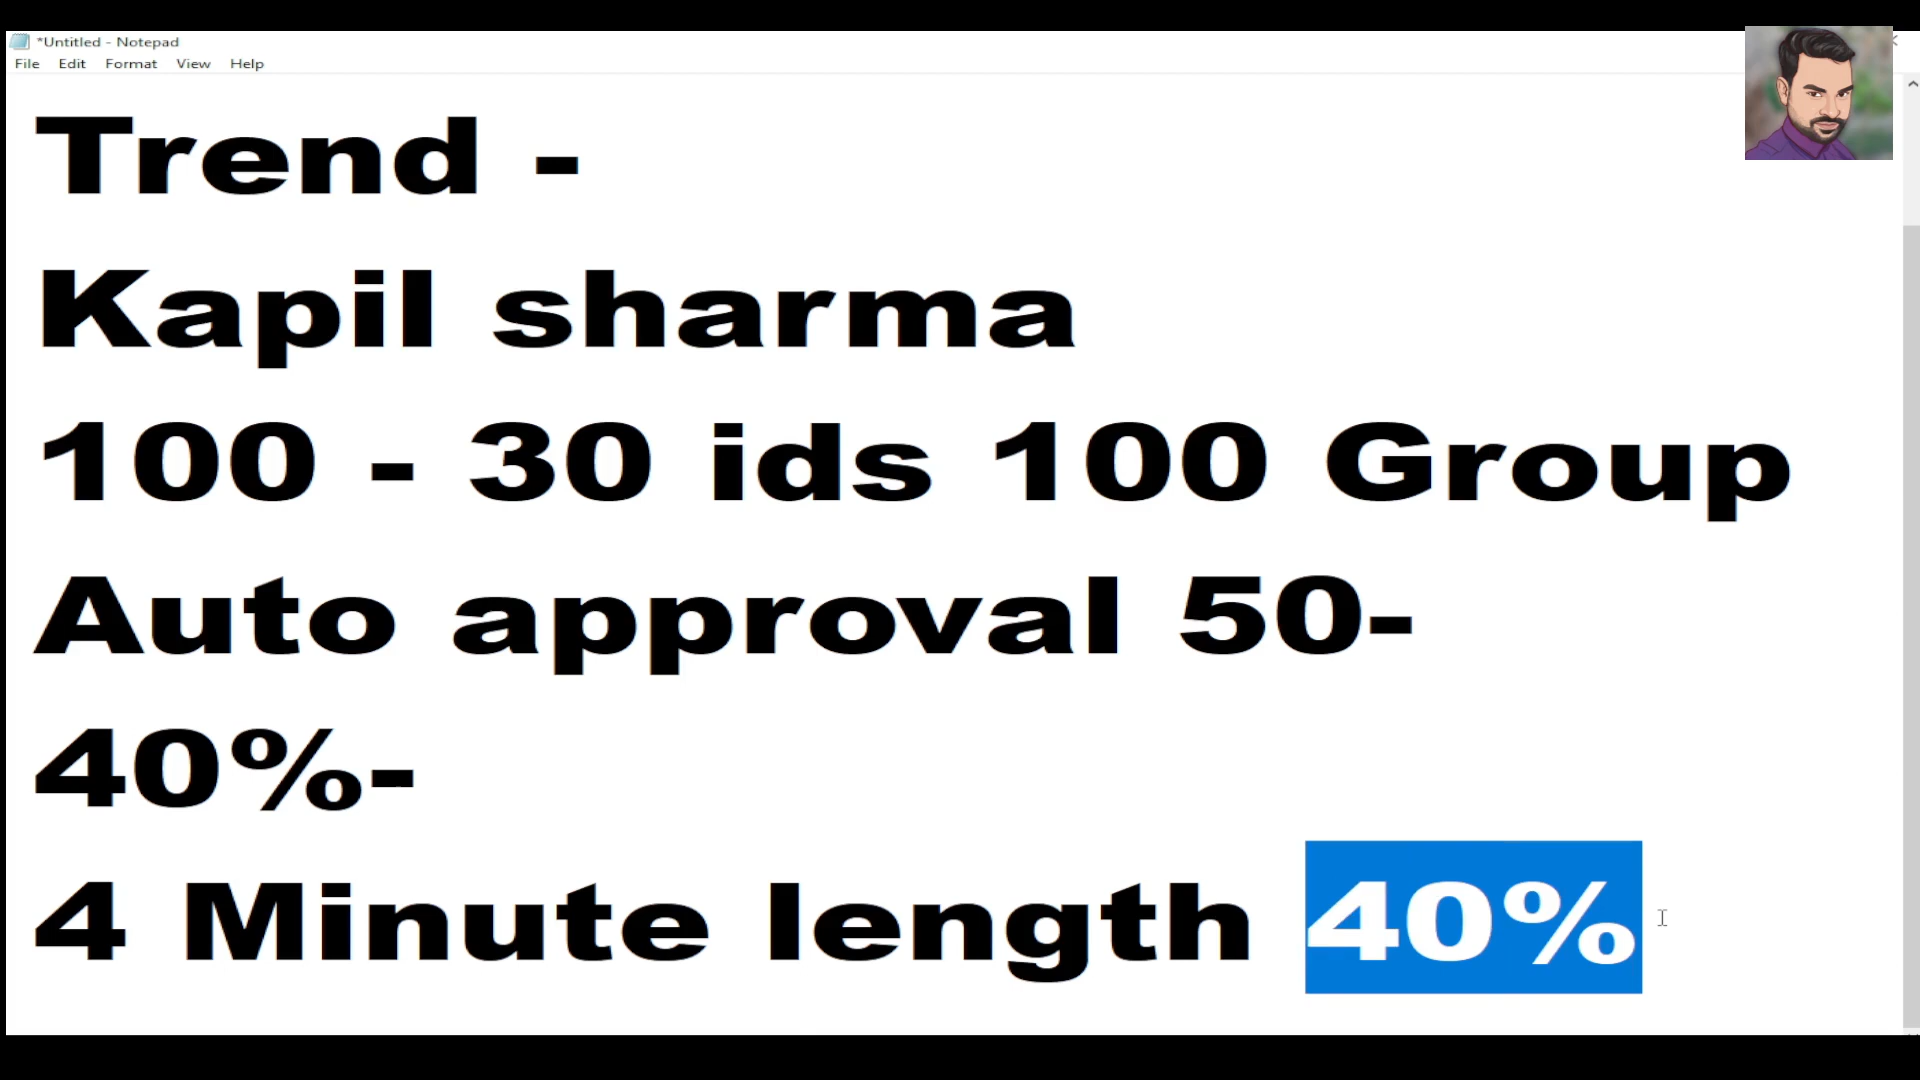 *Untitled - Notepad
File Edit Format View Help
Trend -
Kapil sharma
100 - 30 ids 100 Group
Auto approval 50-
40%-
4 Minute length 40%